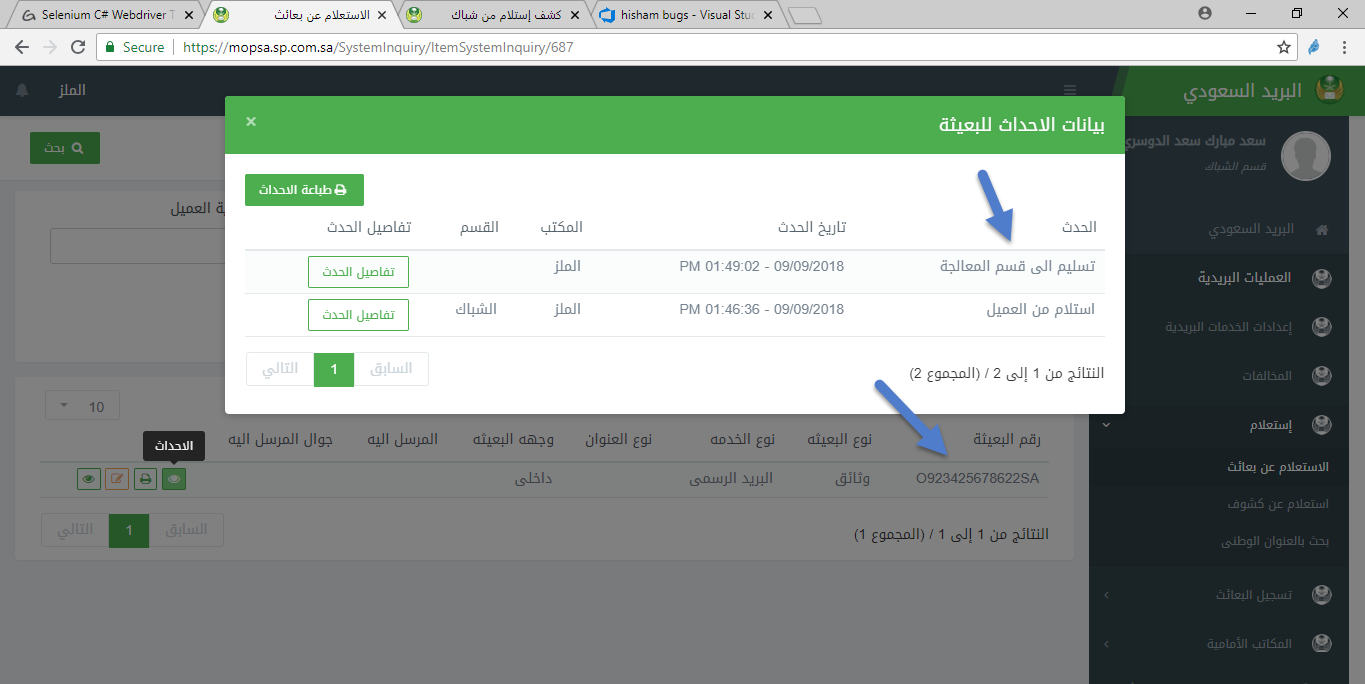 Selenium C# Webdriver T
الاستعلام عن بعائث
كشف إستلام من شباك
hisham bugs - Visual Stud
Secure
https://mopsa.sp.com.sa/SystemInquiry/ItemSystemInquiry/687
البريد السعودي
الملز
سعد مبارك سعد الدوسري
قسم الشباك
البريد السعودي
العمليات البريدية
إعدادات الخدمات البريدية
المخالفات
إستعلام
الاستعلام عن بعائث
استعلام عن كشوف
بحث بالعنوان الوطنى
تسجيل البعائث
المكاتب الأمامية
بحث
ة العميل
بيانات الاحداث للبعيثة
×
طباعة الاحداث
الحدث تاريخ الحدث المكتب القسم تفاصيل الحدث
تسليم الى قسم المعالجة 09/09/2018 - 01:49:02 PM الملز تفاصيل الحدث
استلام من العميل 09/09/2018 - 01:46:36 PM الملز الشباك تفاصيل الحدث
النتائج من 1 إلى 2 / (المجموع 2)
السابق 1 التالي
10
الاحداث
رقم البعيثة نوع البعيثه نوع الخدمه نوع العنوان وجهه البعيثه المرسل اليه جوال المرسل اليه
O923425678622SA وثائق البريد الرسمى داخلى
النتائج من 1 إلى 1 / (المجموع 1)
السابق 1 التالي